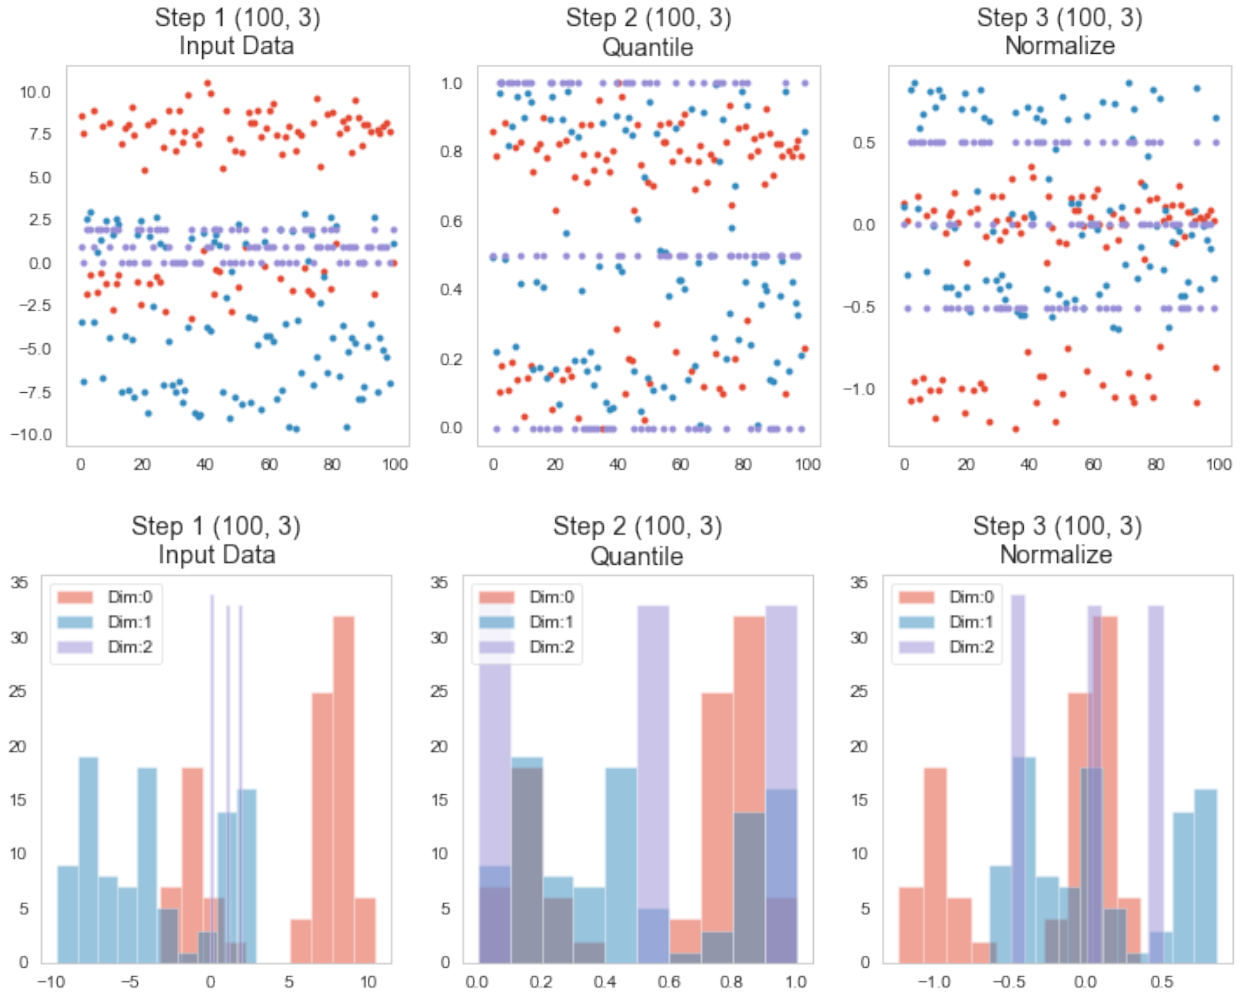 Step 1 (100, 3)
Input Data
Step 2 (100, 3)
Quantile
Step 3 (100, 3)
Normalize
10.0
7.5
5.0
2.5
0.0
−2.5
−5.0
−7.5
−10.0
0 20 40 60 80 100
1.0
0.8
0.6
0.4
0.2
0.0
0 20 40 60 80 100
0.5
0.0
−0.5
−1.0
0 20 40 60 80 100
Step 1 (100, 3)
Input Data
Step 2 (100, 3)
Quantile
Step 3 (100, 3)
Normalize
35
30
25
20
15
10
5
0
Dim:0
Dim:1
Dim:2
−10 −5 0 5 10
35
30
25
20
15
10
5
0
Dim:0
Dim:1
Dim:2
0.0 0.2 0.4 0.6 0.8 1.0
35
30
25
20
15
10
5
0
Dim:0
Dim:1
Dim:2
−1.0 −0.5 0.0 0.5